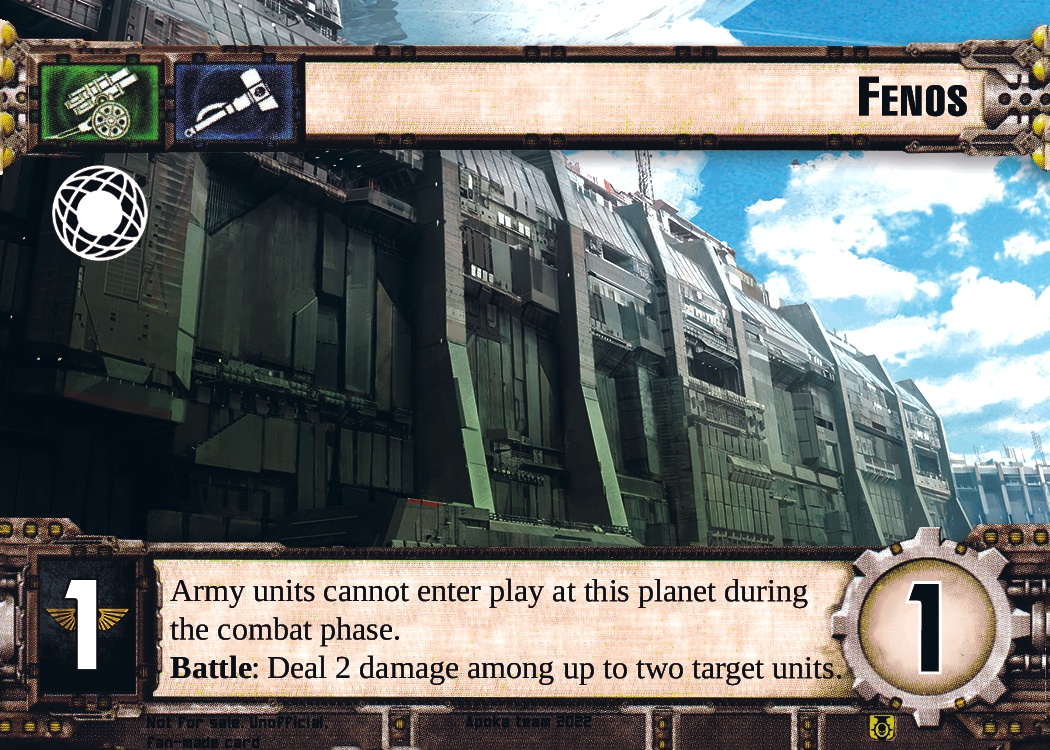 Fenos
Army units cannot enter play at this planet during
the combat phase.
Battle: Deal 2 damage among up to two target units.
1
1
Not for sale. Unofficial. Apoka team 2022
Fan-made card